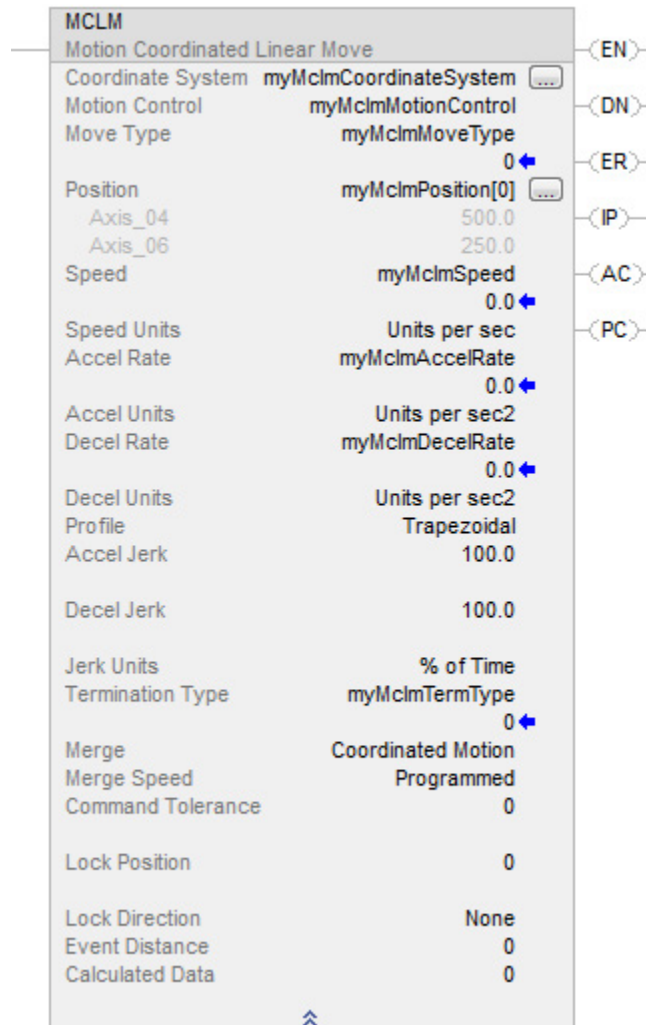 MCLM
Motion Coordinated Linear Move (EN)
Coordinate System myMclmCoordinateSystem ...
Motion Control myMclmMotionControl (DN)
Move Type myMclmMoveType
0 (ER)
Position myMclmPosition[0] ...
Axis_04 500.0 (IP)
Axis_06 250.0
Speed myMclmSpeed (AC)
0.0
Speed Units Units per sec (PC)
Accel Rate myMclmAccelRate
0.0
Accel Units Units per sec2
Decel Rate myMclmDecelRate
0.0
Decel Units Units per sec2
Profile Trapezoidal
Accel Jerk 100.0
Decel Jerk 100.0
Jerk Units % of Time
Termination Type myMclmTermType
0
Merge Coordinated Motion
Merge Speed Programmed
Command Tolerance 0
Lock Position 0
Lock Direction None
Event Distance 0
Calculated Data 0